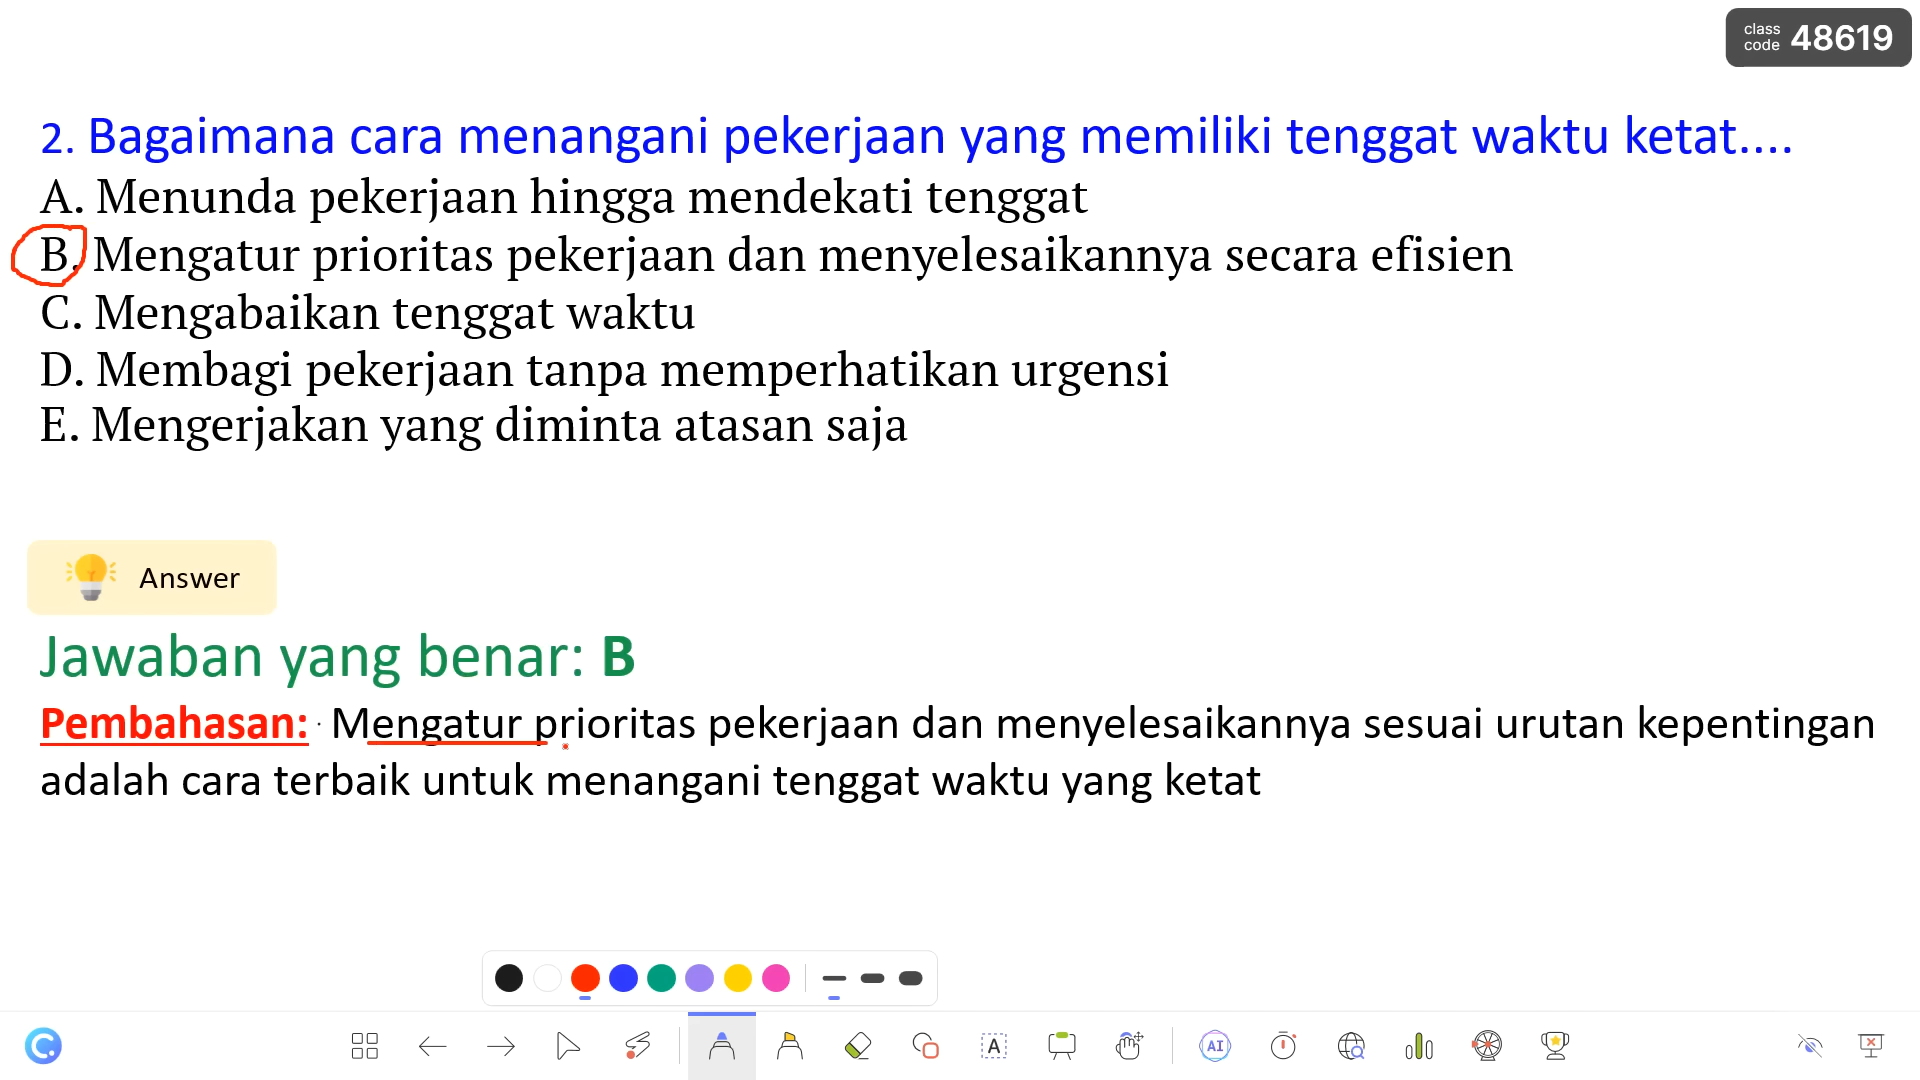 class
code 48619
2. Bagaimana cara menangani pekerjaan yang memiliki tenggat waktu ketat....
A. Menunda pekerjaan hingga mendekati tenggat
B. Mengatur prioritas pekerjaan dan menyelesaikannya secara efisien
C. Mengabaikan tenggat waktu
D. Membagi pekerjaan tanpa memperhatikan urgensi
E. Mengerjakan yang diminta atasan saja
Answer
Jawaban yang benar: B
Pembahasan: · Mengatur prioritas pekerjaan dan menyelesaikannya sesuai urutan kepentingan
adalah cara terbaik untuk menangani tenggat waktu yang ketat
A
AI